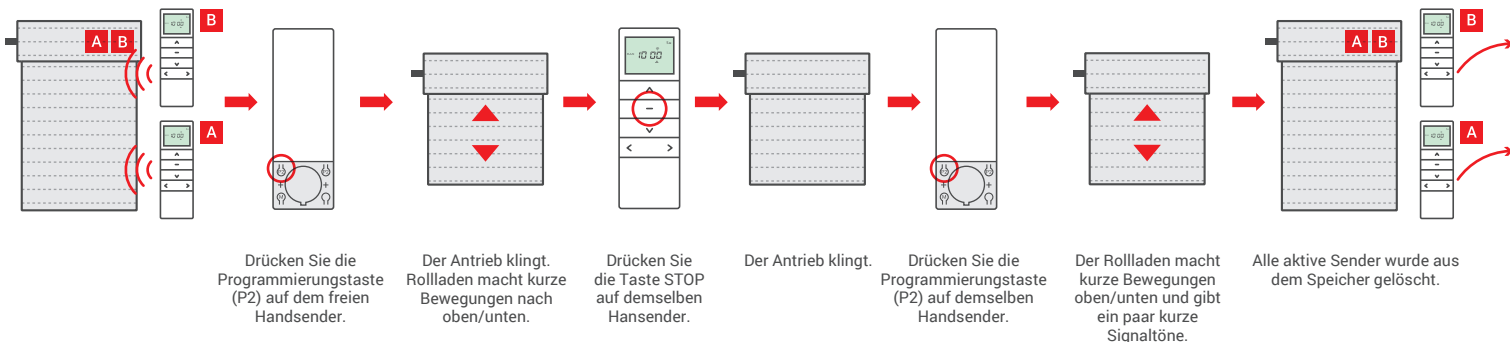 B
A B
A
B
A B
A
10:00
Drücken Sie die
Programmierungstaste
(P2) auf dem freien
Handsender.
Der Antrieb klingt.
Rollladen macht kurze
Bewegungen nach
oben/unten.
Drücken Sie
die Taste STOP
auf demselben
Hansender.
Der Antrieb klingt.
Drücken Sie die
Programmierungstaste
(P2) auf demselben
Handsender.
Der Rollladen macht
kurze Bewegungen
oben/unten und gibt
ein paar kurze
Signaltöne.
Alle aktive Sender wurde aus
dem Speicher gelöscht.